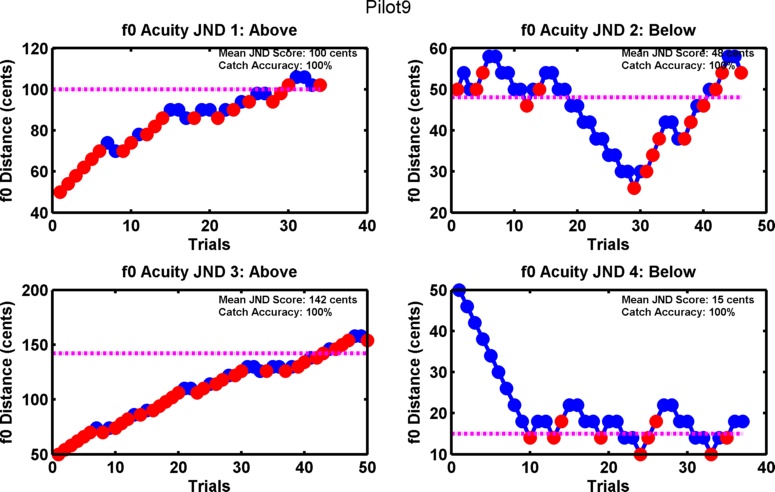 Pilot9
f0 Acuity JND 1: Above
Mean JND Score: 100 cents
Catch Accuracy: 100%
f0 Distance (cents)
120
100
80
60
40
0
10
20
30
40
Trials
f0 Acuity JND 2: Below
Mean JND Score: 48 cents
Catch Accuracy: 100%
f0 Distance (cents)
60
50
40
30
20
0
10
20
30
40
50
Trials
f0 Acuity JND 3: Above
Mean JND Score: 142 cents
Catch Accuracy: 100%
f0 Distance (cents)
200
150
100
50
0
10
20
30
40
50
Trials
f0 Acuity JND 4: Below
Mean JND Score: 15 cents
Catch Accuracy: 100%
f0 Distance (cents)
50
40
30
20
10
0
10
20
30
40
Trials